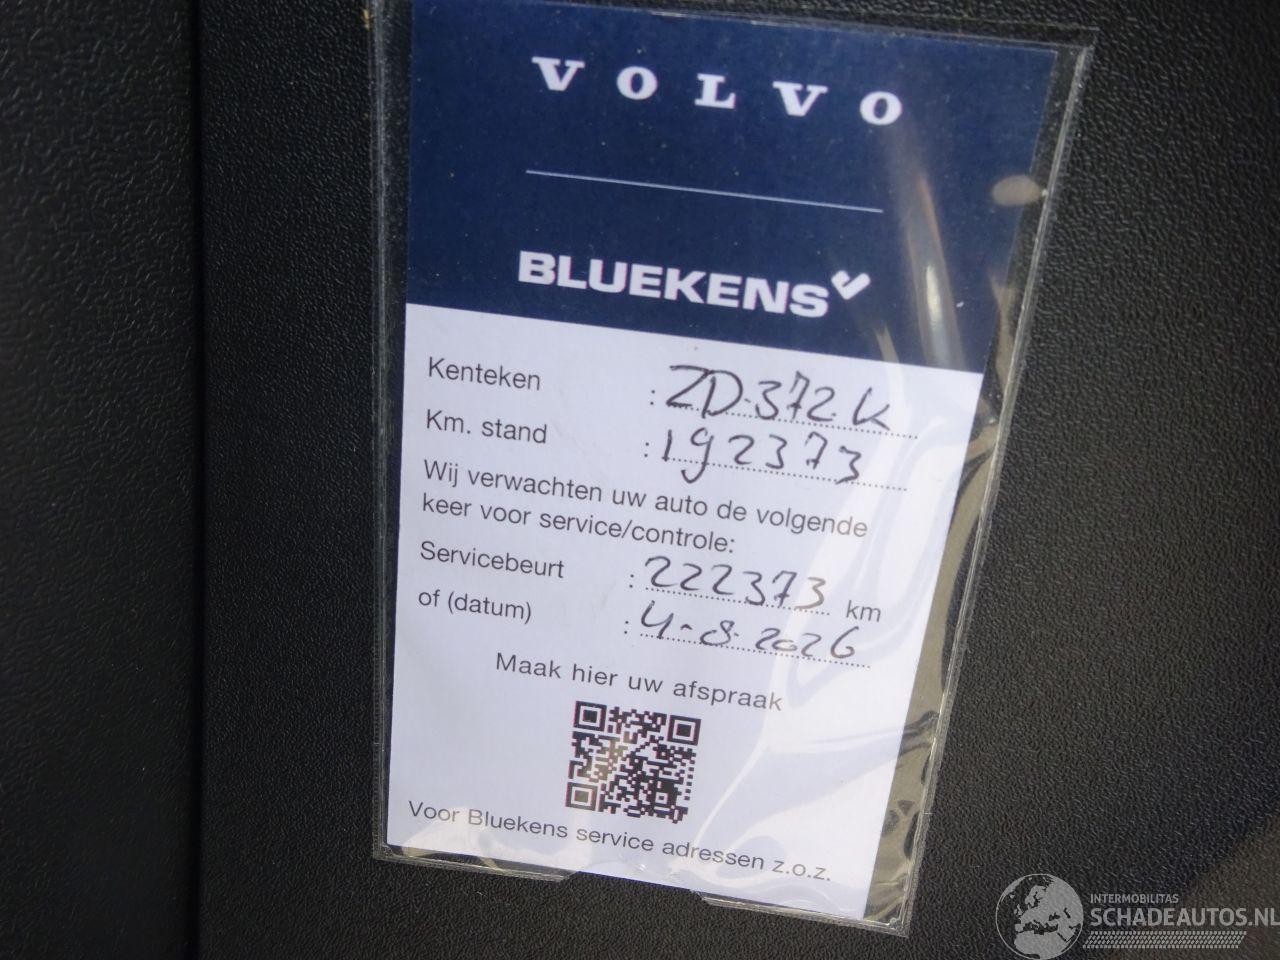 VOLVO
BLUEKENS
Kenteken : ZD-372-K
Km. stand : 192373
Wij verwachten uw auto de volgende
keer voor service/controle:
Servicebeurt : 222373 km
of (datum) : 4-8-2026
Maak hier uw afspraak
Voor Bluekens service adressen z.o.z.
INTERMOBILITAS
SCHADEAUTOS.NL